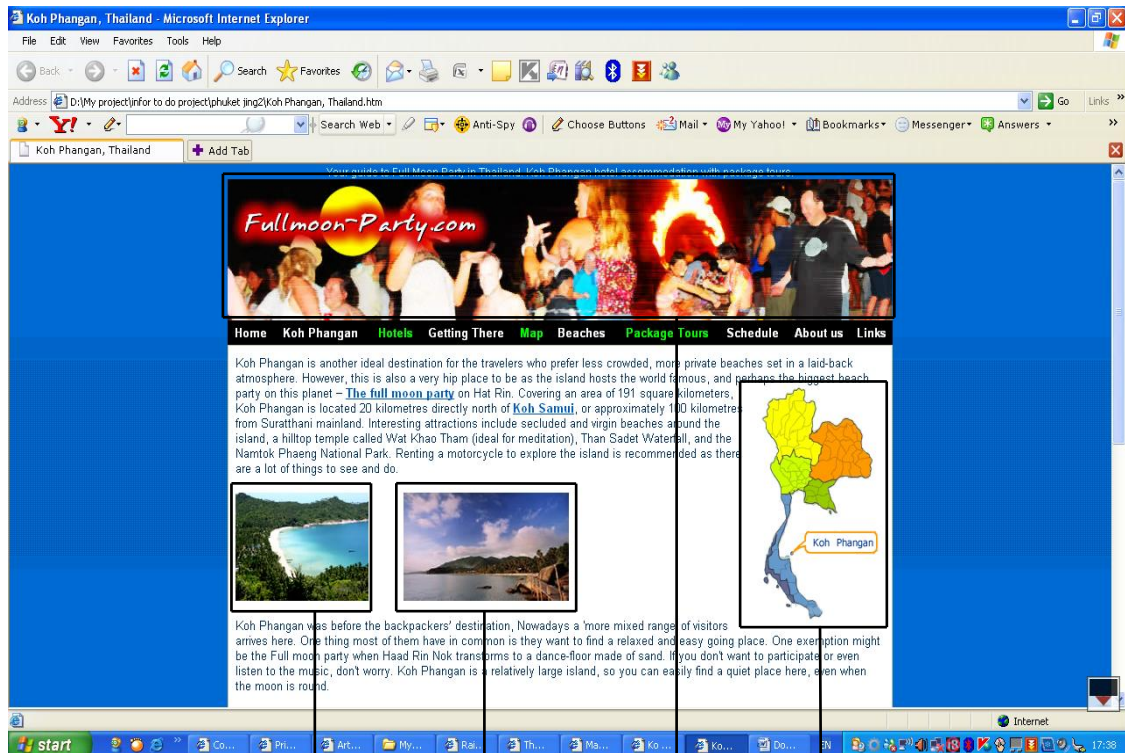 Koh Phangan, Thailand - Microsoft Internet Explorer
File Edit View Favorites Tools Help
Back Search Favorites
Address D:\My project\infor to do project\phuket jing2\Koh Phangan, Thailand.htm Go Links »
Y! Search Web Anti-Spy Choose Buttons Mail My Yahoo! Bookmarks Messenger Answers »
Koh Phangan, Thailand Add Tab
Your guide to Full Moon Party in Thailand, Koh Phangan hotel accommodation with package tours.
Fullmoon-Party.com
Home Koh Phangan Hotels Getting There Map Beaches Package Tours Schedule About us Links
Koh Phangan is another ideal destination for the travelers who prefer less crowded, more private beaches set in a laid-back
atmosphere. However, this is also a very hip place to be as the island hosts the world famous, and perhaps the biggest beach
party on this planet – The full moon party on Hat Rin. Covering an area of 191 square kilometers,
Koh Phangan is located 20 kilometres directly north of Koh Samui, or approximately 100 kilometres
from Suratthani mainland. Interesting attractions include secluded and virgin beaches around the
island, a hilltop temple called Wat Khao Tham (ideal for meditation), Than Sadet Waterfall, and the
Namtok Phaeng National Park. Renting a motorcycle to explore the island is recommended as there
are a lot of things to see and do.
Koh Phangan
Koh Phangan was before the backpackers' destination, Nowadays a 'more mixed range of visitors
arrives here. One thing most of them have in common is they want to find a relaxed and easy going place. One exemption might
be the Full moon party when Haad Rin Nok transforms to a dance-floor made of sand. If you don't want to participate or even
listen to the music, don't worry. Koh Phangan is a relatively large island, so you can easily find a quiet place here, even when
the moon is round.
Internet
start » Co... Pri... Art... My... Rai... Th... Ma... Ko ... Ko... Do... EN 17:38